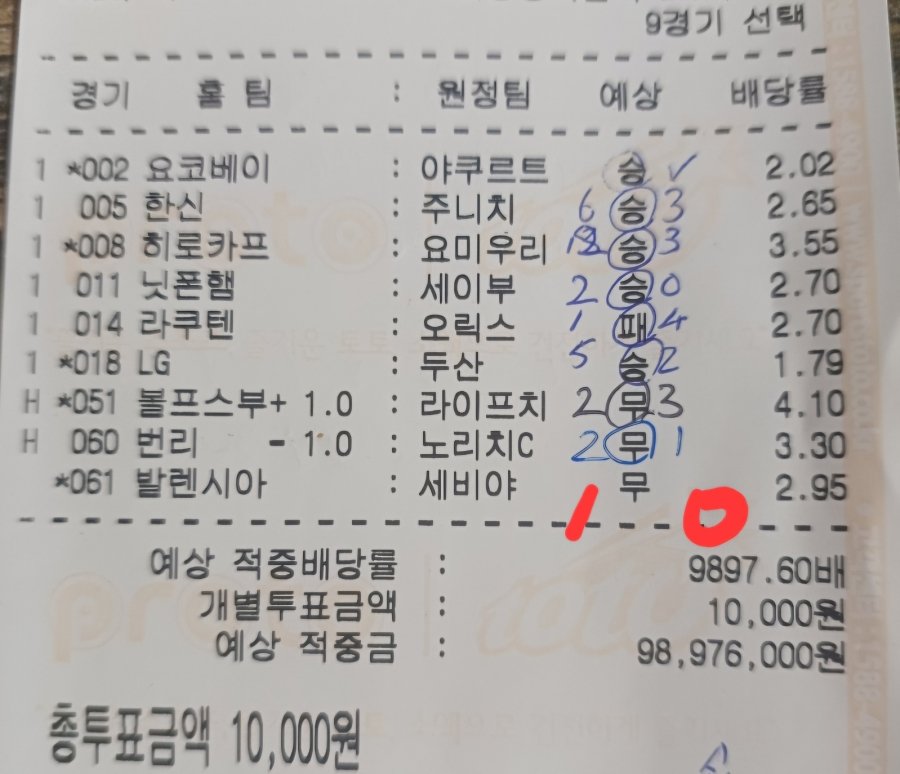 9경기 선택
경기 홈팀 : 원정팀 예상 배당률
1 *002 요코베이 : 야쿠르트 승 ✓ 2.02
1 005 한신 : 주니치 6 승 3 2.65
1 *008 히로카프 : 요미우리 승 3 3.55
1 011 닛폰햄 : 세이부 2 승 0 2.70
1 014 라쿠텐 : 오릭스 1 패 4 2.70
1 *018 LG : 두산 5 승 2 1.79
H *051 볼프스부+ 1.0 : 라이프치 2 무 3 4.10
H 060 번리 - 1.0 : 노리치C 2 무 1 3.30
*061 발렌시아 : 세비야 1 무 0 2.95
예상 적중배당률 : 9897.60배
개별투표금액 : 10,000원
예상 적중금 : 98,976,000원
총투표금액 10,000원